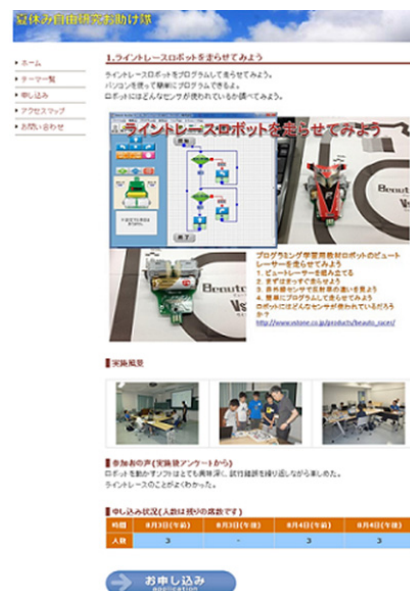 夏休み自由研究お助け隊
ホーム
テーマ一覧
申し込み
アクセスマップ
お問い合わせ
1.ライントレースロボットを走らせてみよう
ライントレースロボットをプログラムして走らせてみよう。
パソコンを使って簡単にプログラムできるよ。
ロボットにはどんなセンサが使われているか調べてみよう。
ライントレースロボットを走らせてみよう
開始
終了
Beaut
Beauto
Vs
プログラミング学習用教材ロボットのビュート
レーサーを走らせてみよう
1. ビュートレーサーを組み立てる
2. まずはまっすぐ走らせよう
3. 赤外線センサで反射率の違いを見よう
4. 簡単にプログラムして走らせてみよう
ロボットにはどんなセンサが使われているだろう
か？
http://www.vstone.co.jp/products/beauto_racer/
実施風景
参加者の声(実施後アンケートから)
ロボットを動かすソフトはとても興味深く、試行錯誤を繰り返しながら楽しめた。
ライントレースのことがよくわかった。
申し込み状況(人数は残りの席数です)
時間 8月3日(午前) 8月3日(午後) 8月4日(午前) 8月4日(午後)
人数 3 - 3 3
お申し込み
application